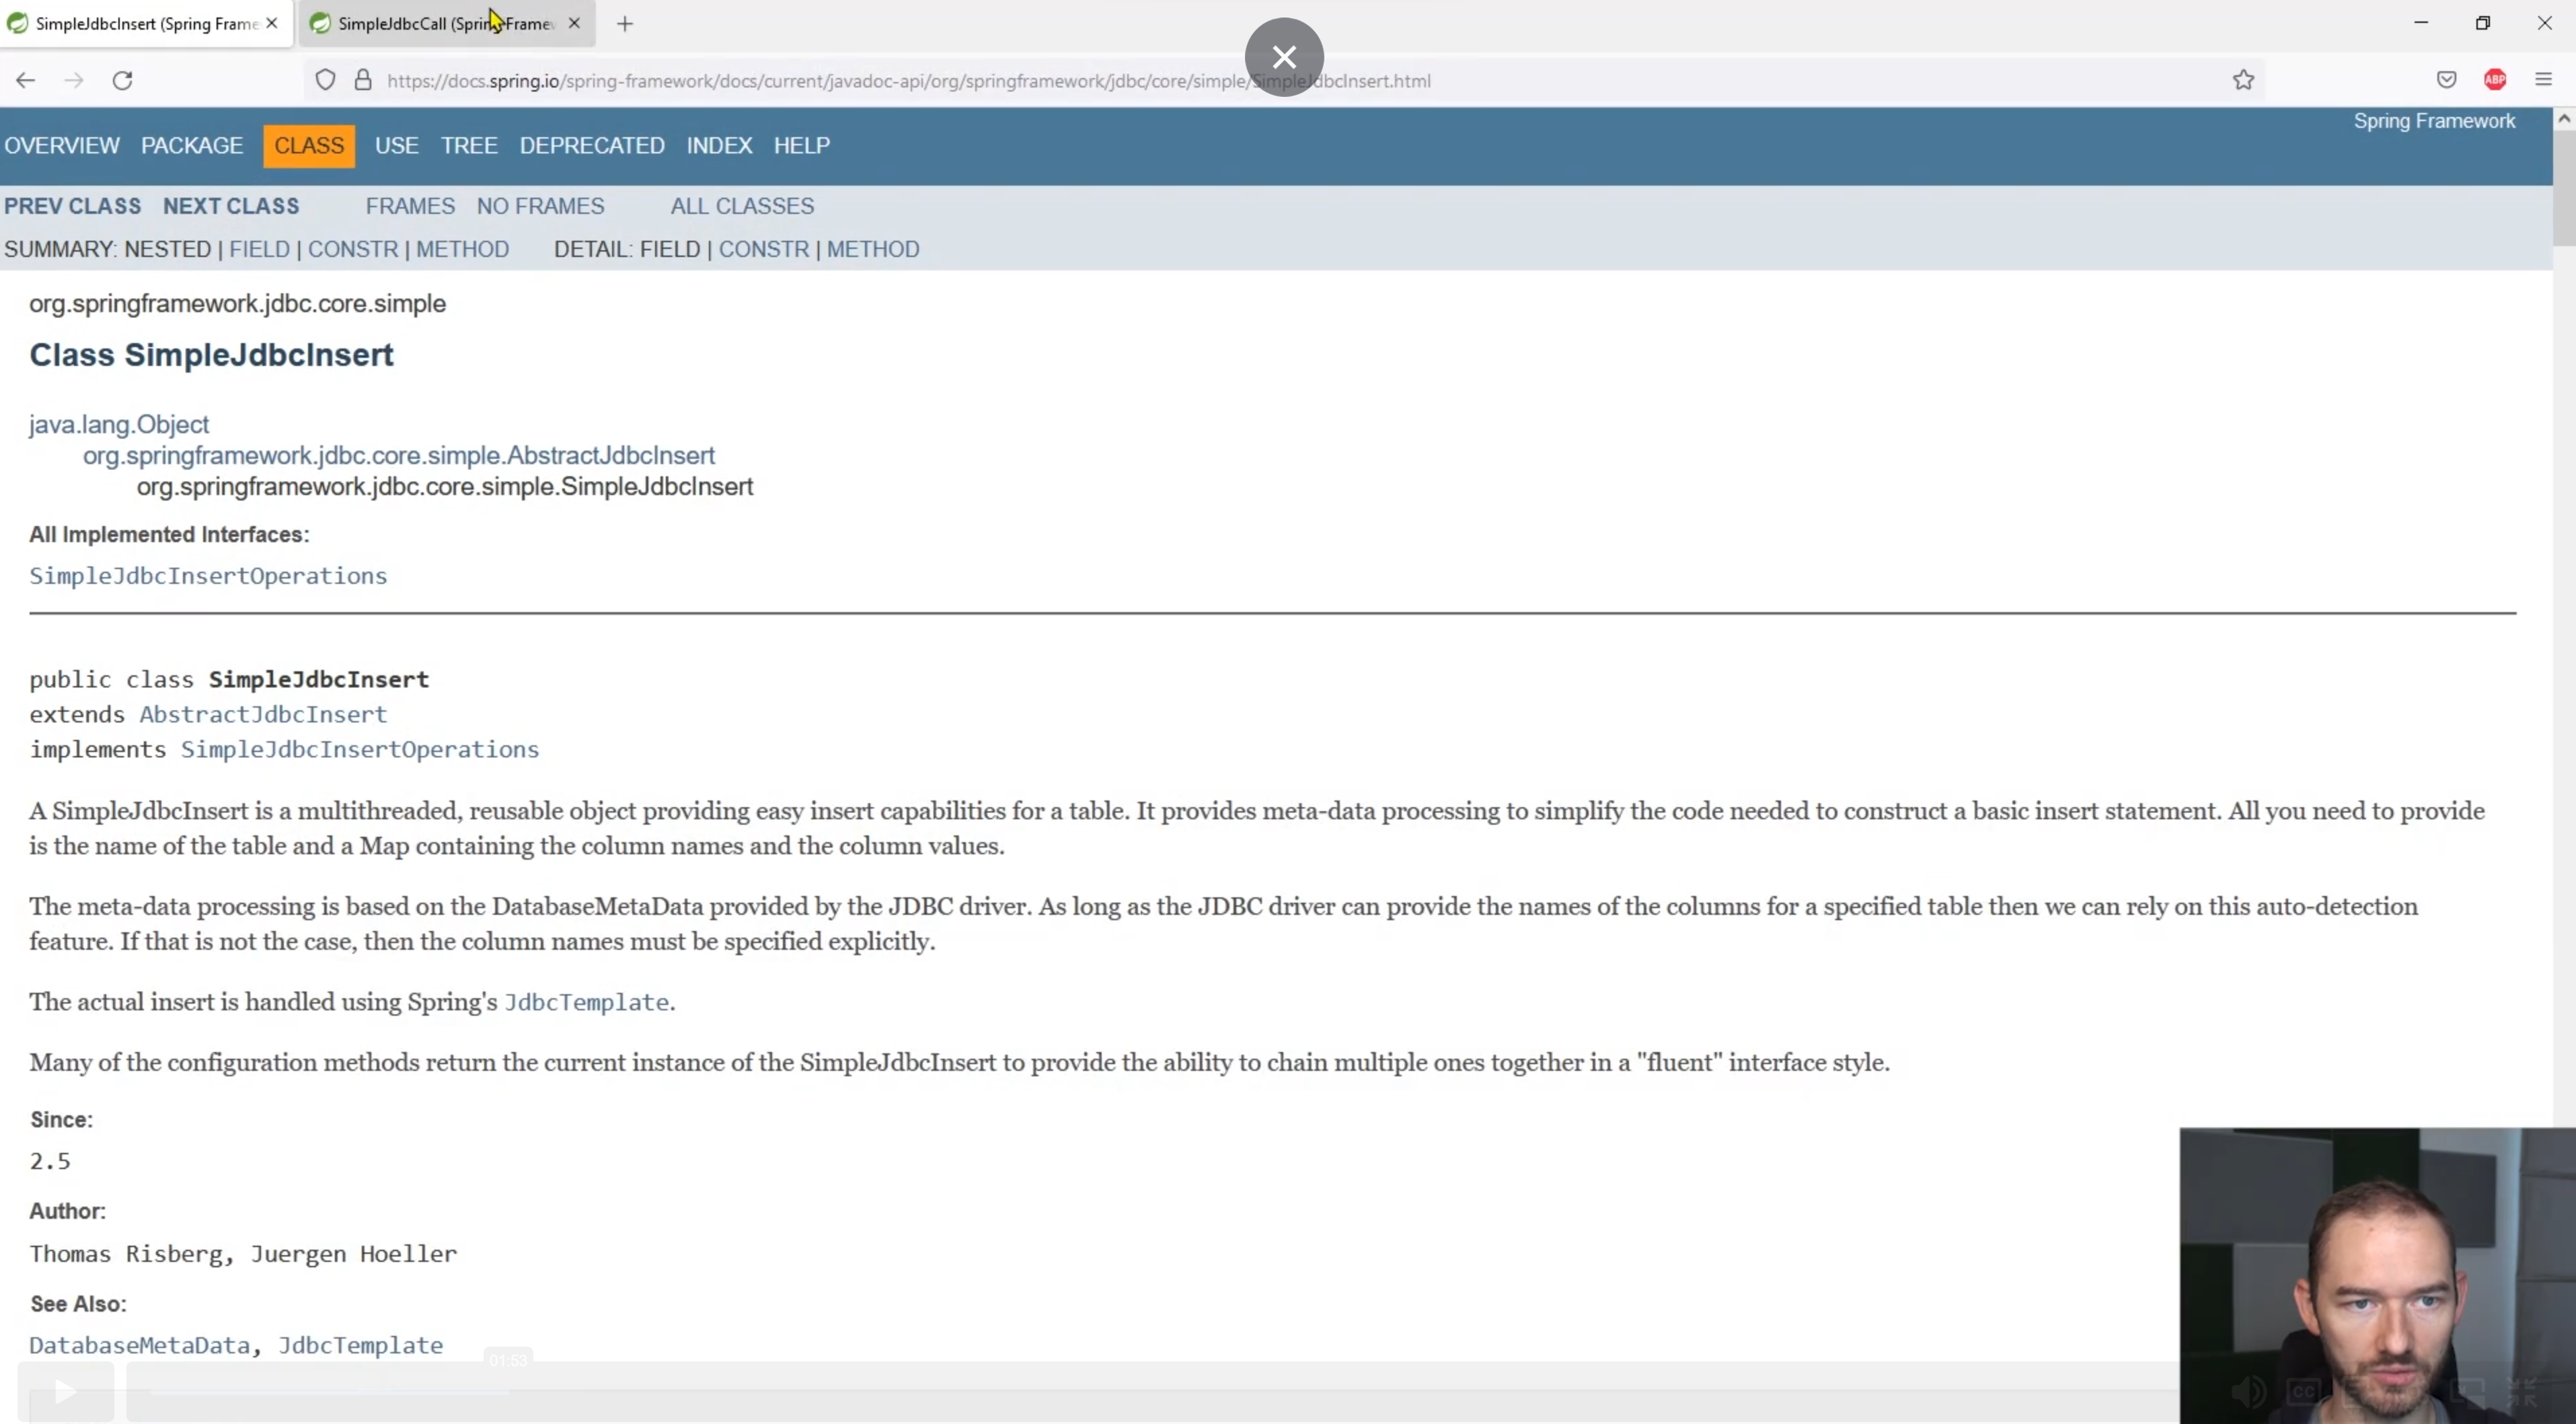 SimpleJdbcInsert (Spring Frame
SimpleJdbcCall (Spring Framew
https://docs.spring.io/spring-framework/docs/current/javadoc-api/org/springframework/jdbc/core/simple/SimpleJdbcInsert.html
ABP
Spring Framework
OVERVIEW PACKAGE CLASS USE TREE DEPRECATED INDEX HELP
PREV CLASS NEXT CLASS FRAMES NO FRAMES ALL CLASSES
SUMMARY: NESTED | FIELD | CONSTR | METHOD DETAIL: FIELD | CONSTR | METHOD
org.springframework.jdbc.core.simple
Class SimpleJdbcInsert
java.lang.Object
org.springframework.jdbc.core.simple.AbstractJdbcInsert
org.springframework.jdbc.core.simple.SimpleJdbcInsert
All Implemented Interfaces:
SimpleJdbcInsertOperations
public class SimpleJdbcInsert
extends AbstractJdbcInsert
implements SimpleJdbcInsertOperations
A SimpleJdbcInsert is a multithreaded, reusable object providing easy insert capabilities for a table. It provides meta-data processing to simplify the code needed to construct a basic insert statement. All you need to provide
is the name of the table and a Map containing the column names and the column values.
The meta-data processing is based on the DatabaseMetaData provided by the JDBC driver. As long as the JDBC driver can provide the names of the columns for a specified table then we can rely on this auto-detection
feature. If that is not the case, then the column names must be specified explicitly.
The actual insert is handled using Spring's JdbcTemplate.
Many of the configuration methods return the current instance of the SimpleJdbcInsert to provide the ability to chain multiple ones together in a "fluent" interface style.
Since:
2.5
Author:
Thomas Risberg, Juergen Hoeller
See Also:
DatabaseMetaData, JdbcTemplate
01:53
CC